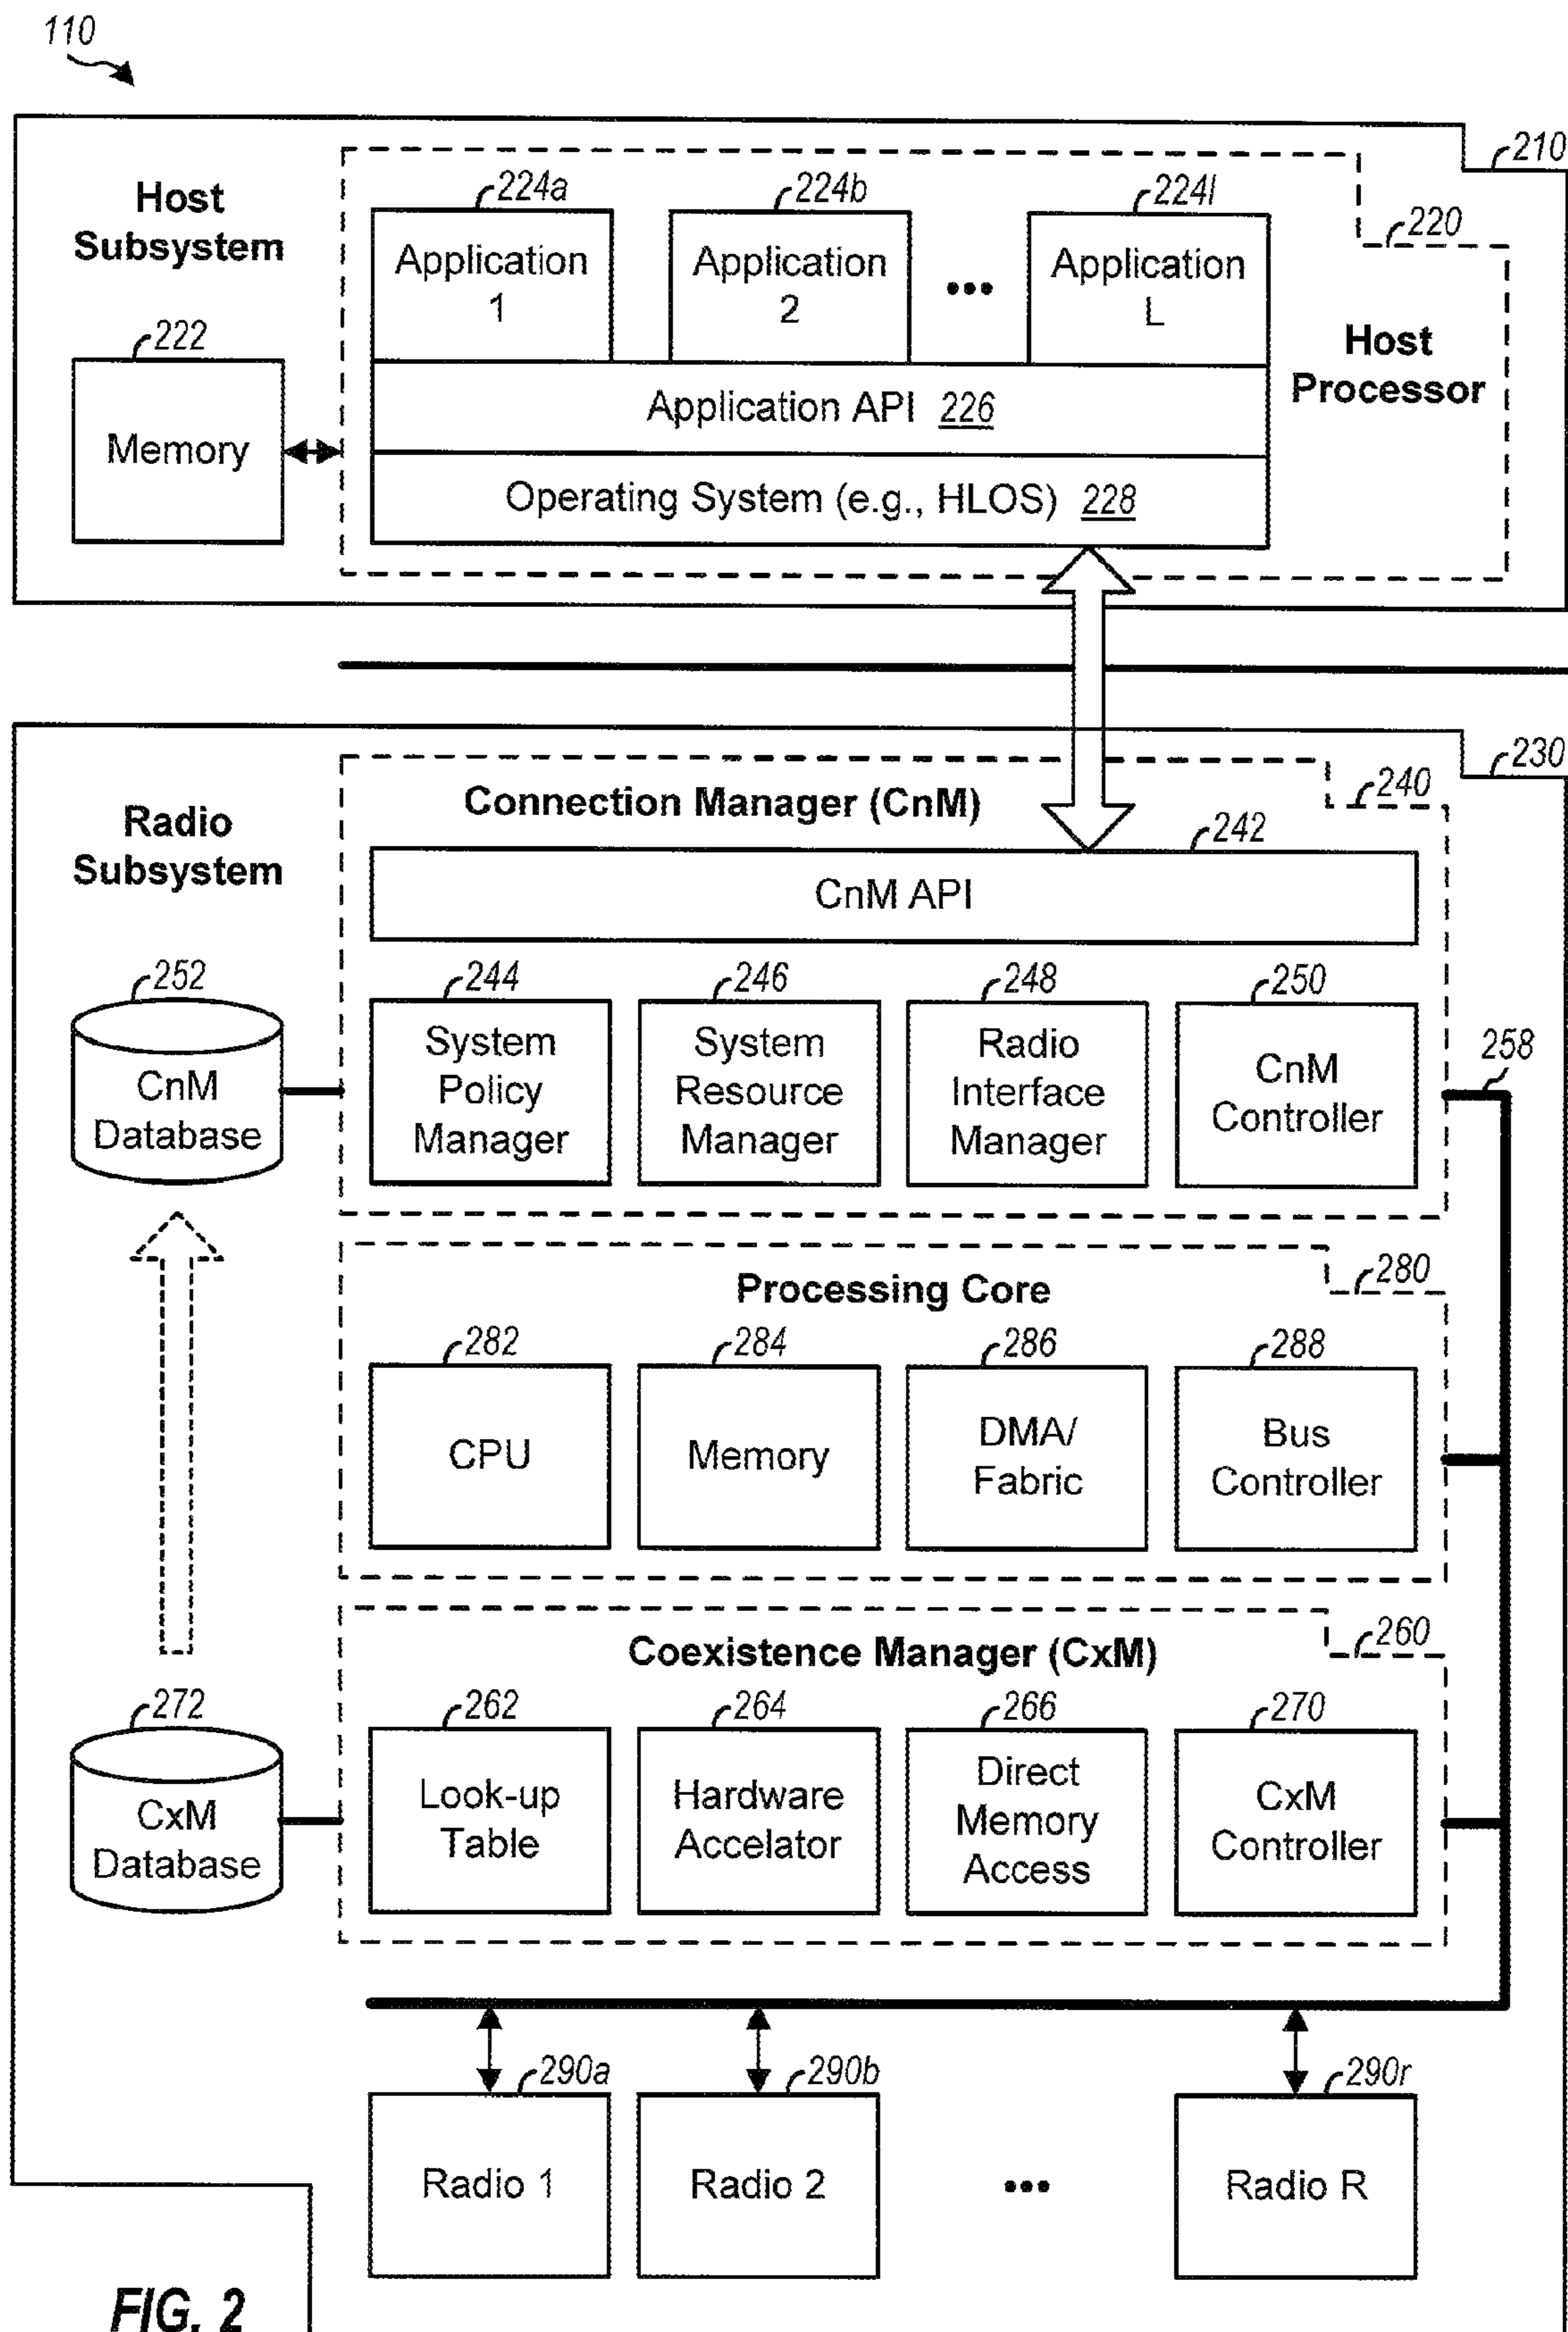 110
210
Host
Subsystem
224a
224b
224l
220
Application
1
Application
2
•••
Application
L
Host
Processor
222
Memory
Application API 226
Operating System (e.g., HLOS) 228
230
Radio
Subsystem
Connection Manager (CnM)
240
242
CnM API
252
CnM
Database
244
System
Policy
Manager
246
System
Resource
Manager
248
Radio
Interface
Manager
250
CnM
Controller
258
Processing Core
280
282
CPU
284
Memory
286
DMA/
Fabric
288
Bus
Controller
Coexistence Manager (CxM)
260
272
CxM
Database
262
Look-up
Table
264
Hardware
Accelator
266
Direct
Memory
Access
270
CxM
Controller
290a
Radio 1
290b
Radio 2
•••
290r
Radio R
FIG. 2